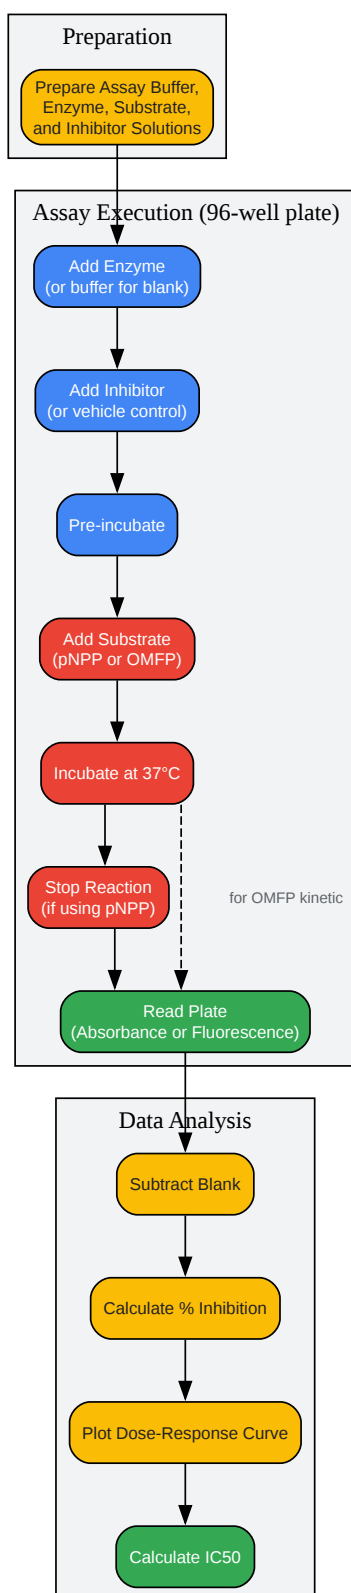 Preparation
Prepare Assay Buffer,
Enzyme, Substrate,
and Inhibitor Solutions
Assay Execution (96-well plate)
Add Enzyme
(or buffer for blank)
Add Inhibitor
(or vehicle control)
Pre-incubate
Add Substrate
(pNPP or OMFP)
Incubate at 37°C
Stop Reaction
(if using pNPP)
for OMFP kinetic
Read Plate
(Absorbance or Fluorescence)
Data Analysis
Subtract Blank
Calculate % Inhibition
Plot Dose-Response Curve
Calculate IC50